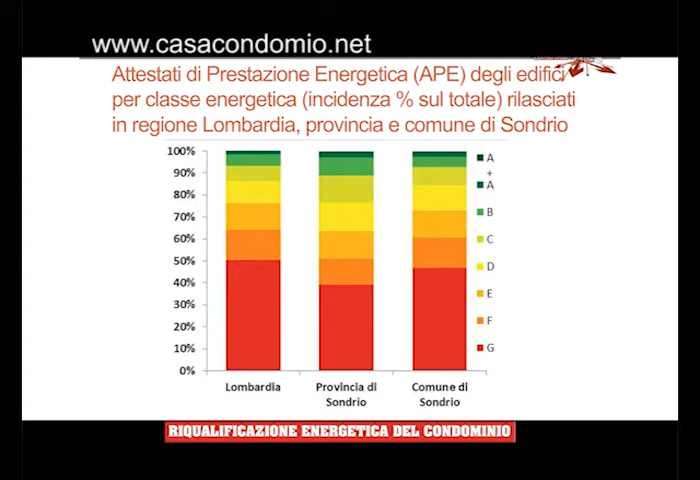 www.casacondomio.net
Attestati di Prestazione Energetica (APE) degli edifici
per classe energetica (incidenza % sul totale) rilasciati
in regione Lombardia, provincia e comune di Sondrio
100%
90%
80%
70%
60%
50%
40%
30%
20%
10%
0%
A
+
A
B
C
D
E
F
G
Lombardia
Provincia di
Sondrio
Comune di
Sondrio
RIQUALIFICAZIONE ENERGETICA DEL CONDOMINIO